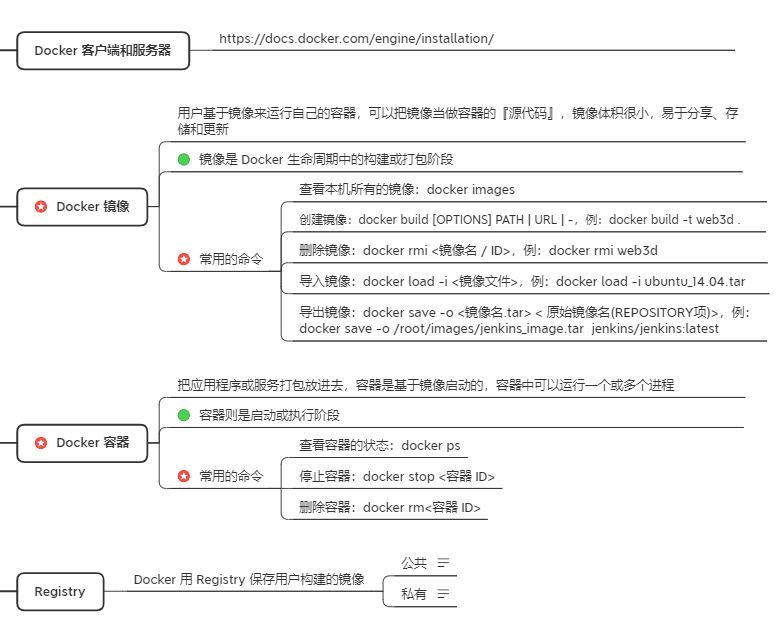 Docker 客户端和服务器
https://docs.docker.com/engine/installation/
用户基于镜像来运行自己的容器，可以把镜像当做容器的『源代码』，镜像体积很小，易于分享、存
储和更新
镜像是 Docker 生命周期中的构建或打包阶段
Docker 镜像
查看本机所有的镜像：docker images
创建镜像：docker build [OPTIONS] PATH | URL | -，例：docker build -t web3d .
常用的命令
删除镜像：docker rmi <镜像名 / ID>，例：docker rmi web3d
导入镜像：docker load -i <镜像文件>，例：docker load -i ubuntu_14.04.tar
导出镜像：docker save -o <镜像名.tar> < 原始镜像名(REPOSITORY项)>，例：
docker save -o /root/images/jenkins_image.tar  jenkins/jenkins:latest
把应用程序或服务打包放进去，容器是基于镜像启动的，容器中可以运行一个或多个进程
容器则是启动或执行阶段
Docker 容器
常用的命令
查看容器的状态：docker ps
停止容器：docker stop <容器 ID>
删除容器：docker rm<容器 ID>
Registry
Docker 用 Registry 保存用户构建的镜像
公共
私有